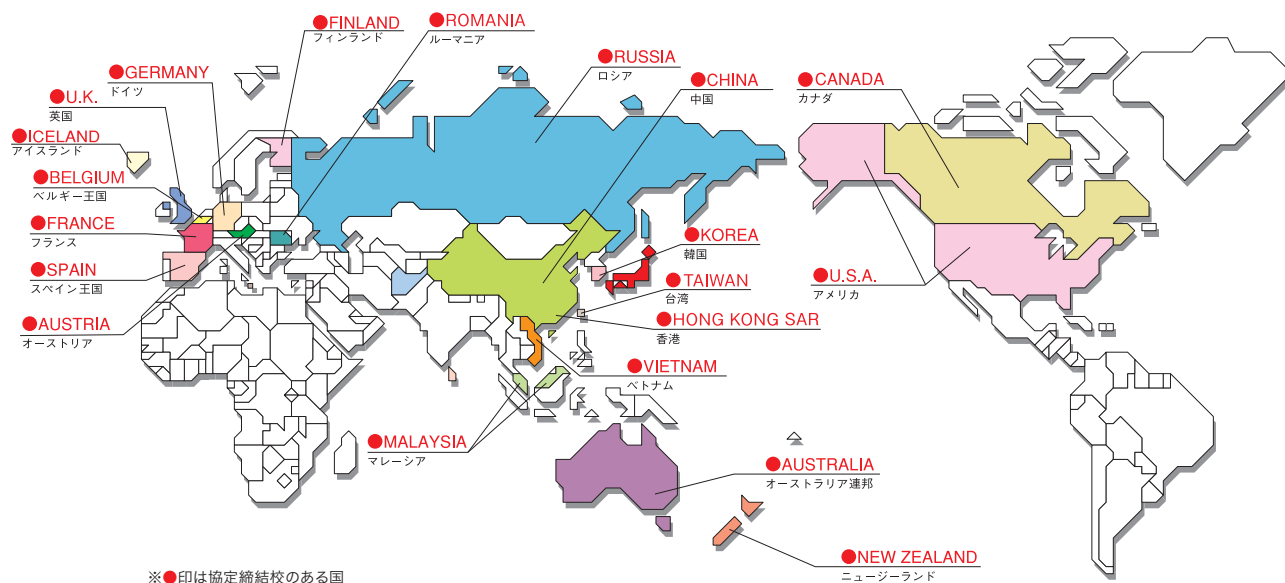 ●FINLAND
フィンランド
●ROMANIA
ルーマニア
●GERMANY
ドイツ
●RUSSIA
ロシア
●CHINA
中国
●CANADA
カナダ
●U.K.
英国
●ICELAND
アイスランド
●BELGIUM
ベルギー王国
●FRANCE
フランス
●SPAIN
スペイン王国
●AUSTRIA
オーストリア
●KOREA
韓国
●TAIWAN
台湾
●HONG KONG SAR
香港
●U.S.A.
アメリカ
●VIETNAM
ベトナム
●MALAYSIA
マレーシア
●AUSTRALIA
オーストラリア連邦
●NEW ZEALAND
ニュージーランド
※●印は協定締結校のある国